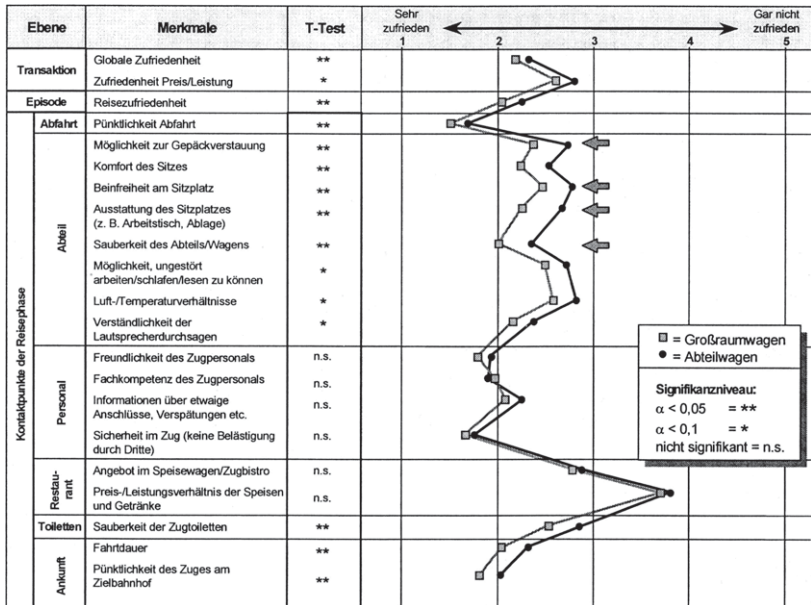 Ebene Merkmale T-Test
Sehr zufrieden Gar nicht zufrieden
1 2 3 4 5
Transaktion
Globale Zufriedenheit **
Zufriedenheit Preis/Leistung *
Episode Reisezufriedenheit **
Kontaktpunkte der Reisephase
Abfahrt Pünktlichkeit Abfahrt **
Abteil
Möglichkeit zur Gepäckverstauung **
Komfort des Sitzes **
Beinfreiheit am Sitzplatz **
Ausstattung des Sitzplatzes **
(z. B. Arbeitstisch, Ablage)
Sauberkeit des Abteils/Wagens **
Möglichkeit, ungestört *
arbeiten/schlafen/lesen zu können
Luft-/Temperaturverhältnisse *
Verständlichkeit der *
Lautsprecherdurchsagen
Personal
Freundlichkeit des Zugpersonals n.s.
Fachkompetenz des Zugpersonals n.s.
Informationen über etwaige n.s.
Anschlüsse, Verspätungen etc.
Sicherheit im Zug (keine Belästigung n.s.
durch Dritte)
Restau-
rant
Angebot im Speisewagen/Zugbistro n.s.
Preis-/Leistungsverhältnis der Speisen n.s.
und Getränke
Toiletten Sauberkeit der Zugtoiletten **
Ankunft
Fahrtdauer **
Pünktlichkeit des Zuges am **
Zielbahnhof
= Großraumwagen
= Abteilwagen
Signifikanzniveau:
α < 0,05 = **
α < 0,1 = *
nicht signifikant = n.s.